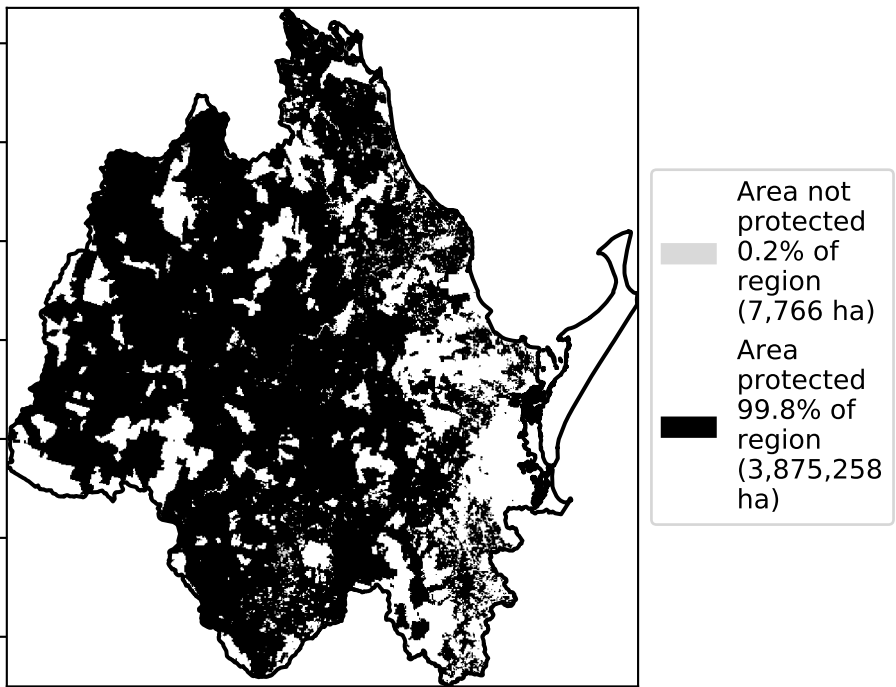 Area not
protected
0.2% of
region
(7,766 ha)
Area
protected
99.8% of
region
(3,875,258
ha)